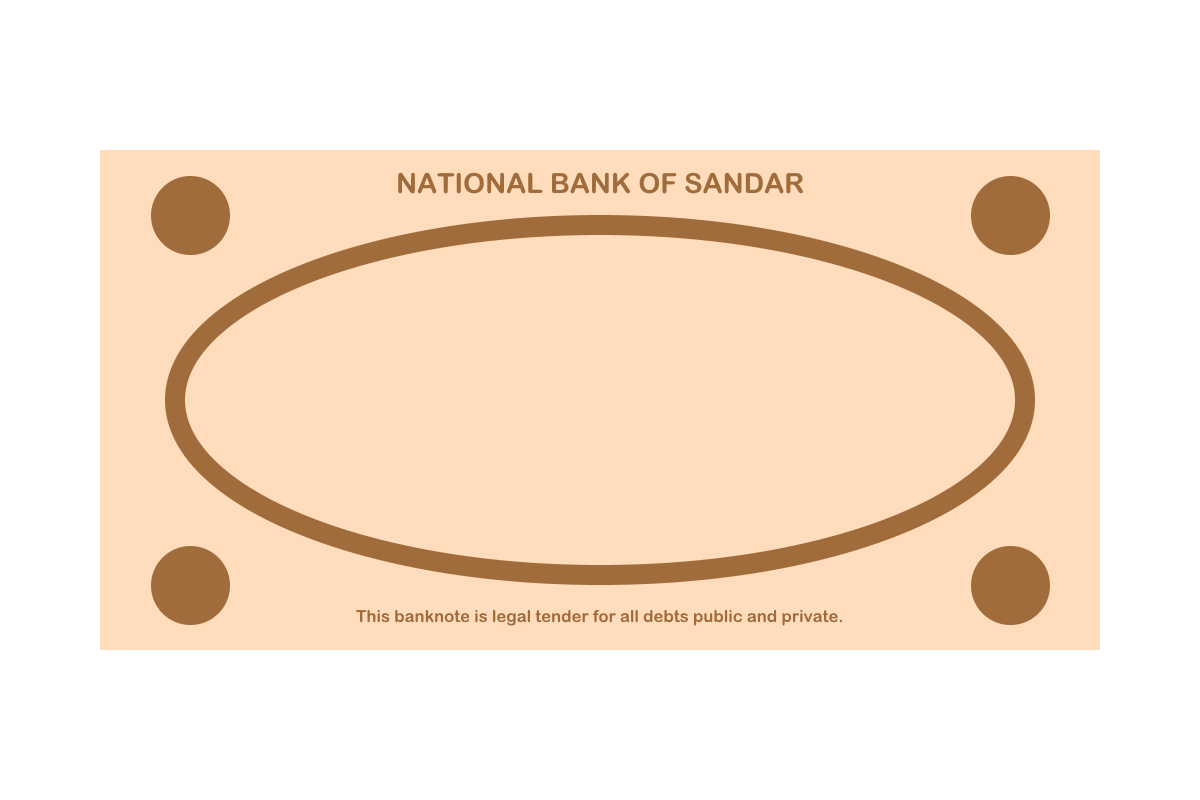 NATIONAL BANK OF SANDAR
This banknote is legal tender for all debts public and private.